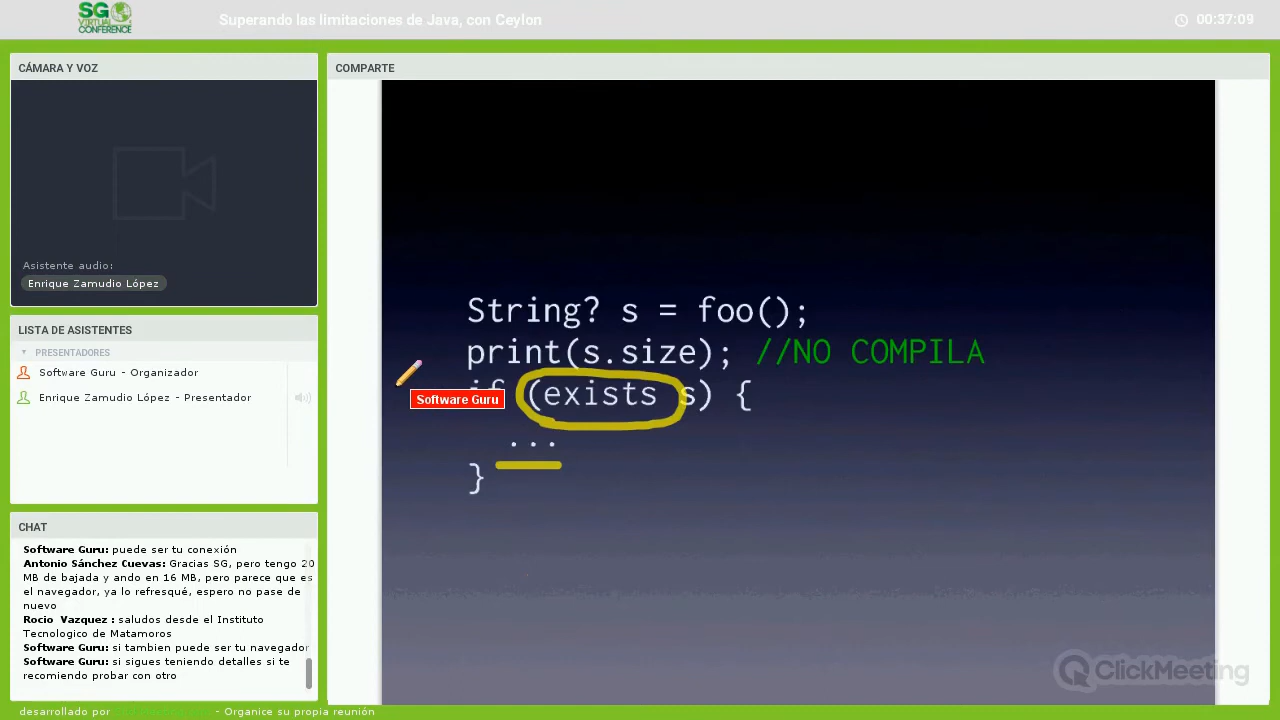 SG
VIRTUAL
CONFERENCE
Superando las limitaciones de Java, con Ceylon
00:37:09
CÁMARA Y VOZ
Asistente audio:
Enrique Zamudio López
LISTA DE ASISTENTES
PRESENTADORES
Software Guru - Organizador
Enrique Zamudio López - Presentador
CHAT
Software Guru: puede ser tu conexión
Antonio Sánchez Cuevas: Gracias SG, pero tengo 20
MB de bajada y ando en 16 MB, pero parece que es
el navegador, ya lo refresqué, espero no pase de
nuevo
Rocio Vazquez : saludos desde el Instituto
Tecnologico de Matamoros
Software Guru: si tambien puede ser tu navegador
Software Guru: si sigues teniendo detalles si te
recomiendo probar con otro
desarrollado por - Organice su propia reunión
COMPARTE
String? s = foo();
print(s.size); //NO COMPILA
if (exists s) {
...
}
Software Guru
ClickMeeting